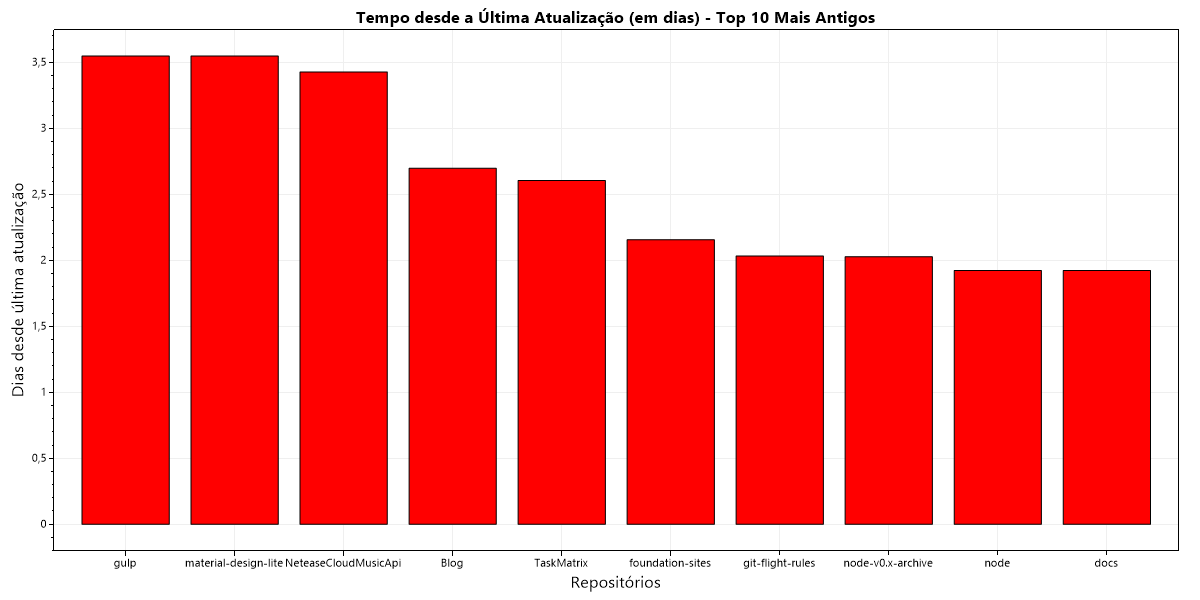 Tempo desde a Última Atualização (em dias) - Top 10 Mais Antigos
Dias desde última atualização
3,5
3
2,5
2
1,5
1
0,5
0
gulp
material-design-lite
NeteaseCloudMusicApi
Blog
TaskMatrix
foundation-sites
git-flight-rules
node-v0.x-archive
node
docs
Repositórios